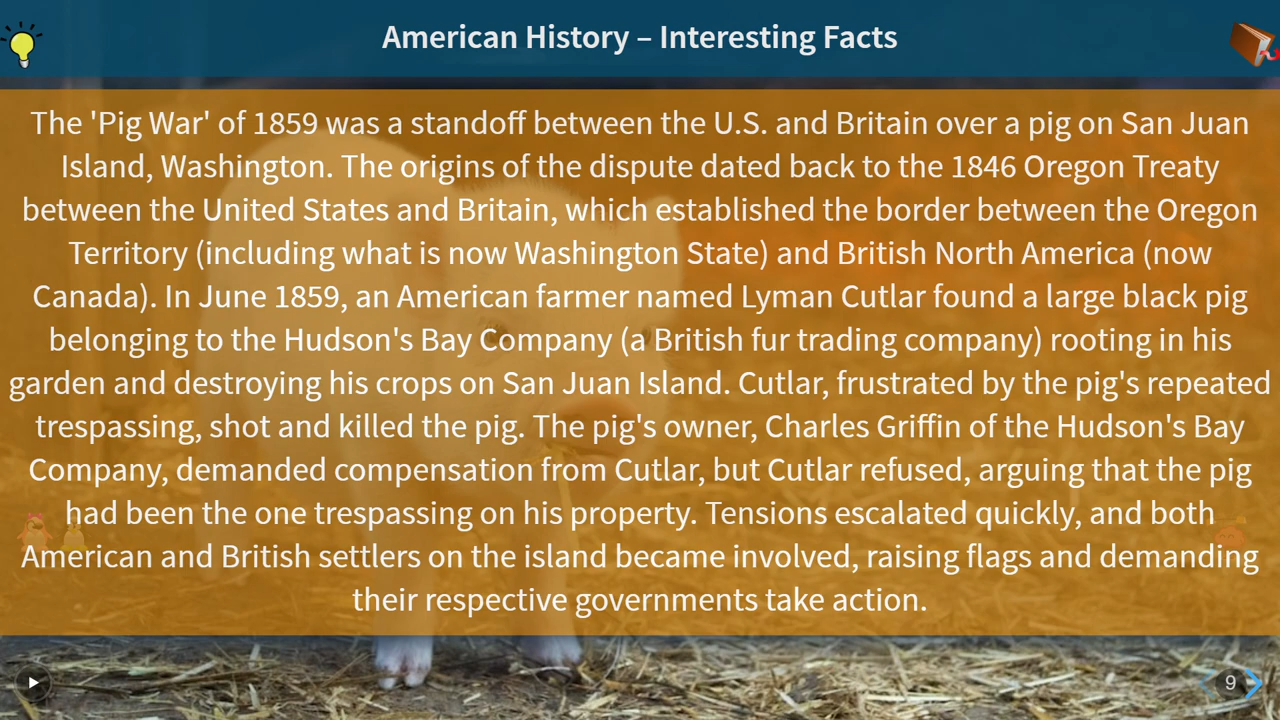 American History – Interesting Facts
The 'Pig War' of 1859 was a standoff between the U.S. and Britain over a pig on San Juan
Island, Washington. The origins of the dispute dated back to the 1846 Oregon Treaty
between the United States and Britain, which established the border between the Oregon
Territory (including what is now Washington State) and British North America (now
Canada). In June 1859, an American farmer named Lyman Cutlar found a large black pig
belonging to the Hudson's Bay Company (a British fur trading company) rooting in his
garden and destroying his crops on San Juan Island. Cutlar, frustrated by the pig's repeated
trespassing, shot and killed the pig. The pig's owner, Charles Griffin of the Hudson's Bay
Company, demanded compensation from Cutlar, but Cutlar refused, arguing that the pig
had been the one trespassing on his property. Tensions escalated quickly, and both
American and British settlers on the island became involved, raising flags and demanding
their respective governments take action.
9